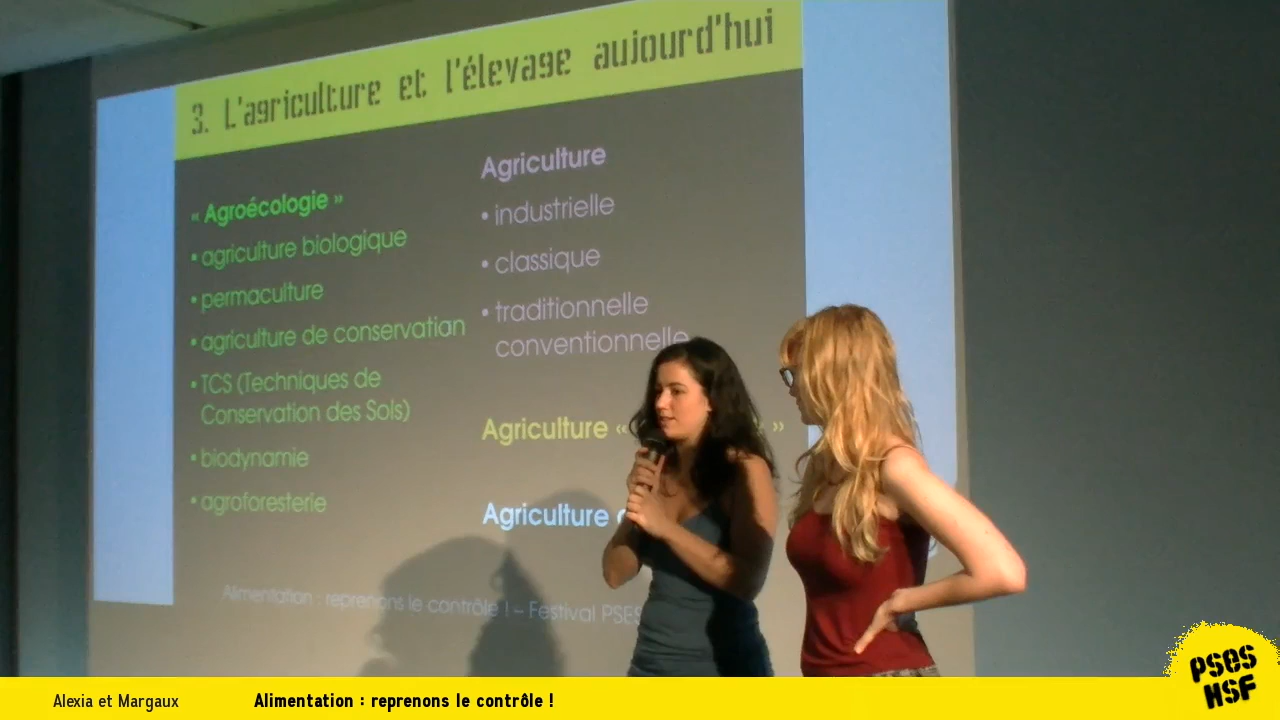 3. L'agriculture et l'élevage aujourd'hui
« Agroécologie »
• agriculture biologique
• permaculture
• agriculture de conservation
• TCS (Techniques de
Conservation des Sols)
• biodynamie
• agroforesterie
Agriculture
• industrielle
• classique
• traditionnelle
conventionnelle
Agriculture « »
Agriculture
Alimentation : reprenons le contrôle ! – Festival PSES
Alexia et Margaux
Alimentation : reprenons le contrôle !
PSES
HSF